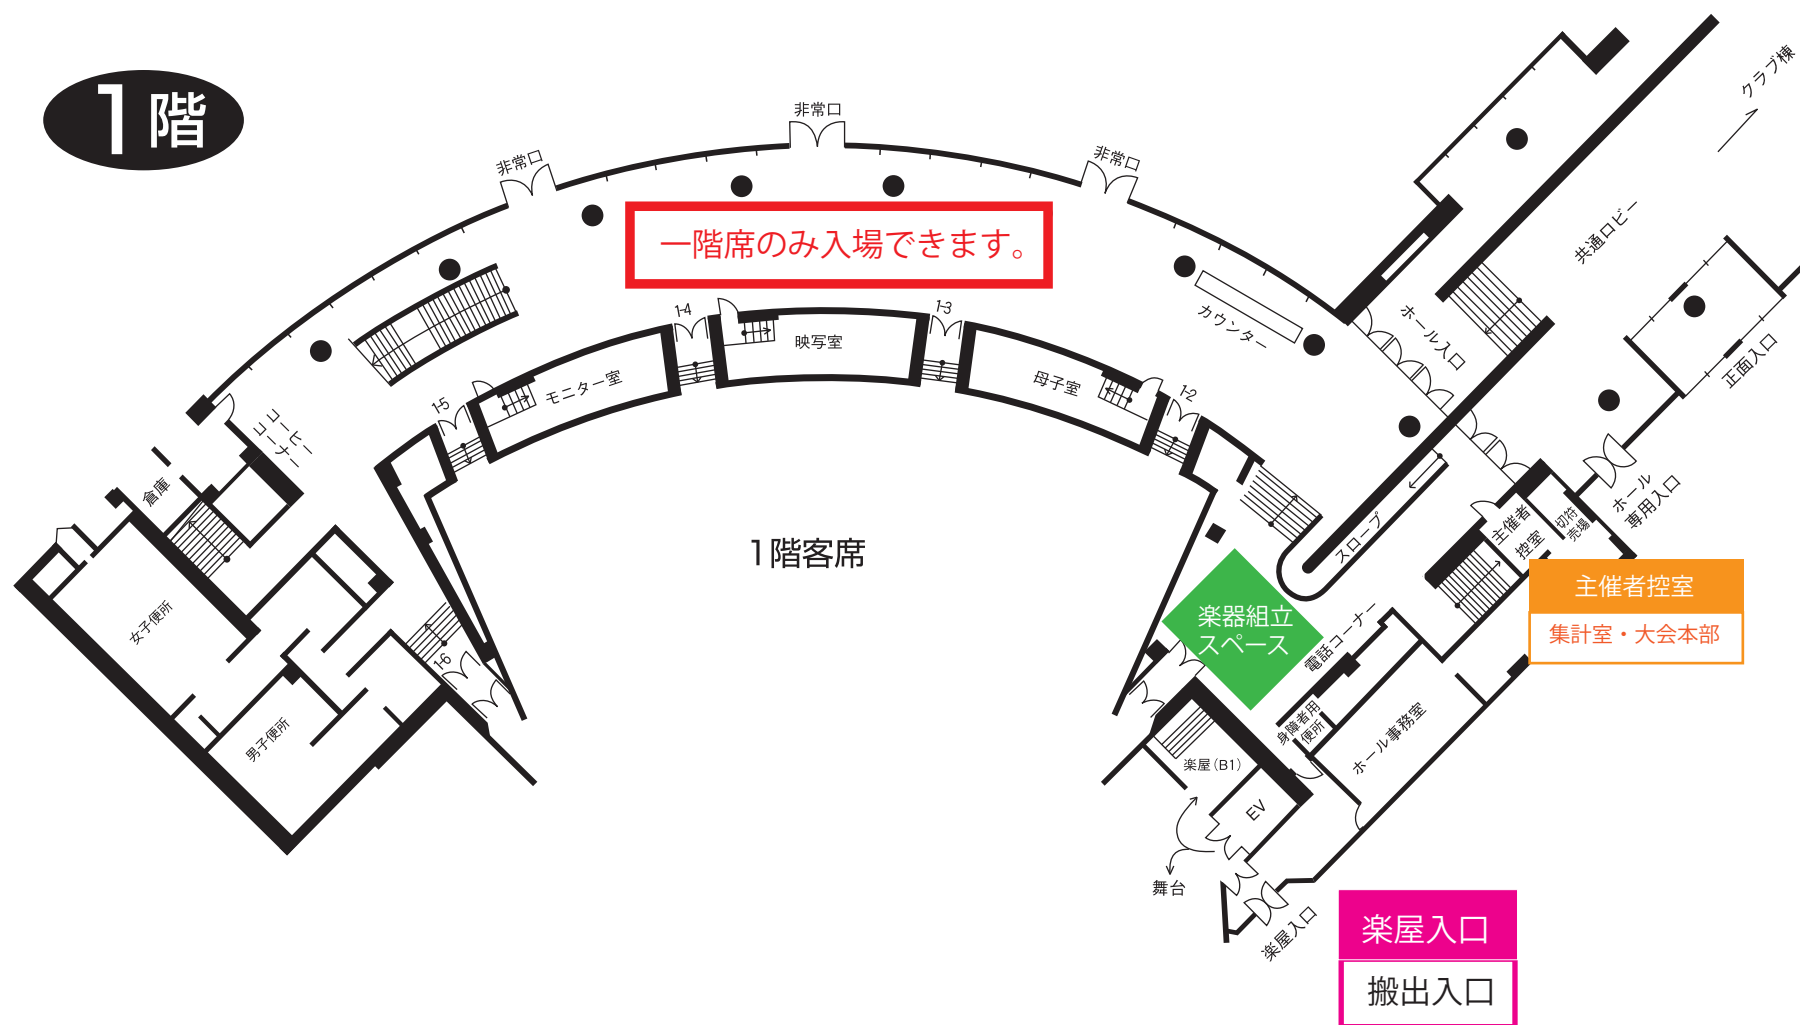 1階
非常口
非常口
非常口
クラブ棟
共通ロビー
一階席のみ入場できます。
1-4
1-3
カウンター
ホール入口
正面入口
映写室
モニター室
母子室
1-5
1-2
コーヒー
コーナー
倉庫
ホール
専用入口
主催者
控室
切符
売場
スロープ
1階客席
主催者控室
集計室・大会本部
楽器組立
スペース
電話コーナー
女子便所
1-6
男子便所
身障者用
便所
ホール事務室
楽屋(B1)
EV
舞台
楽屋入口
楽屋入口
搬出入口